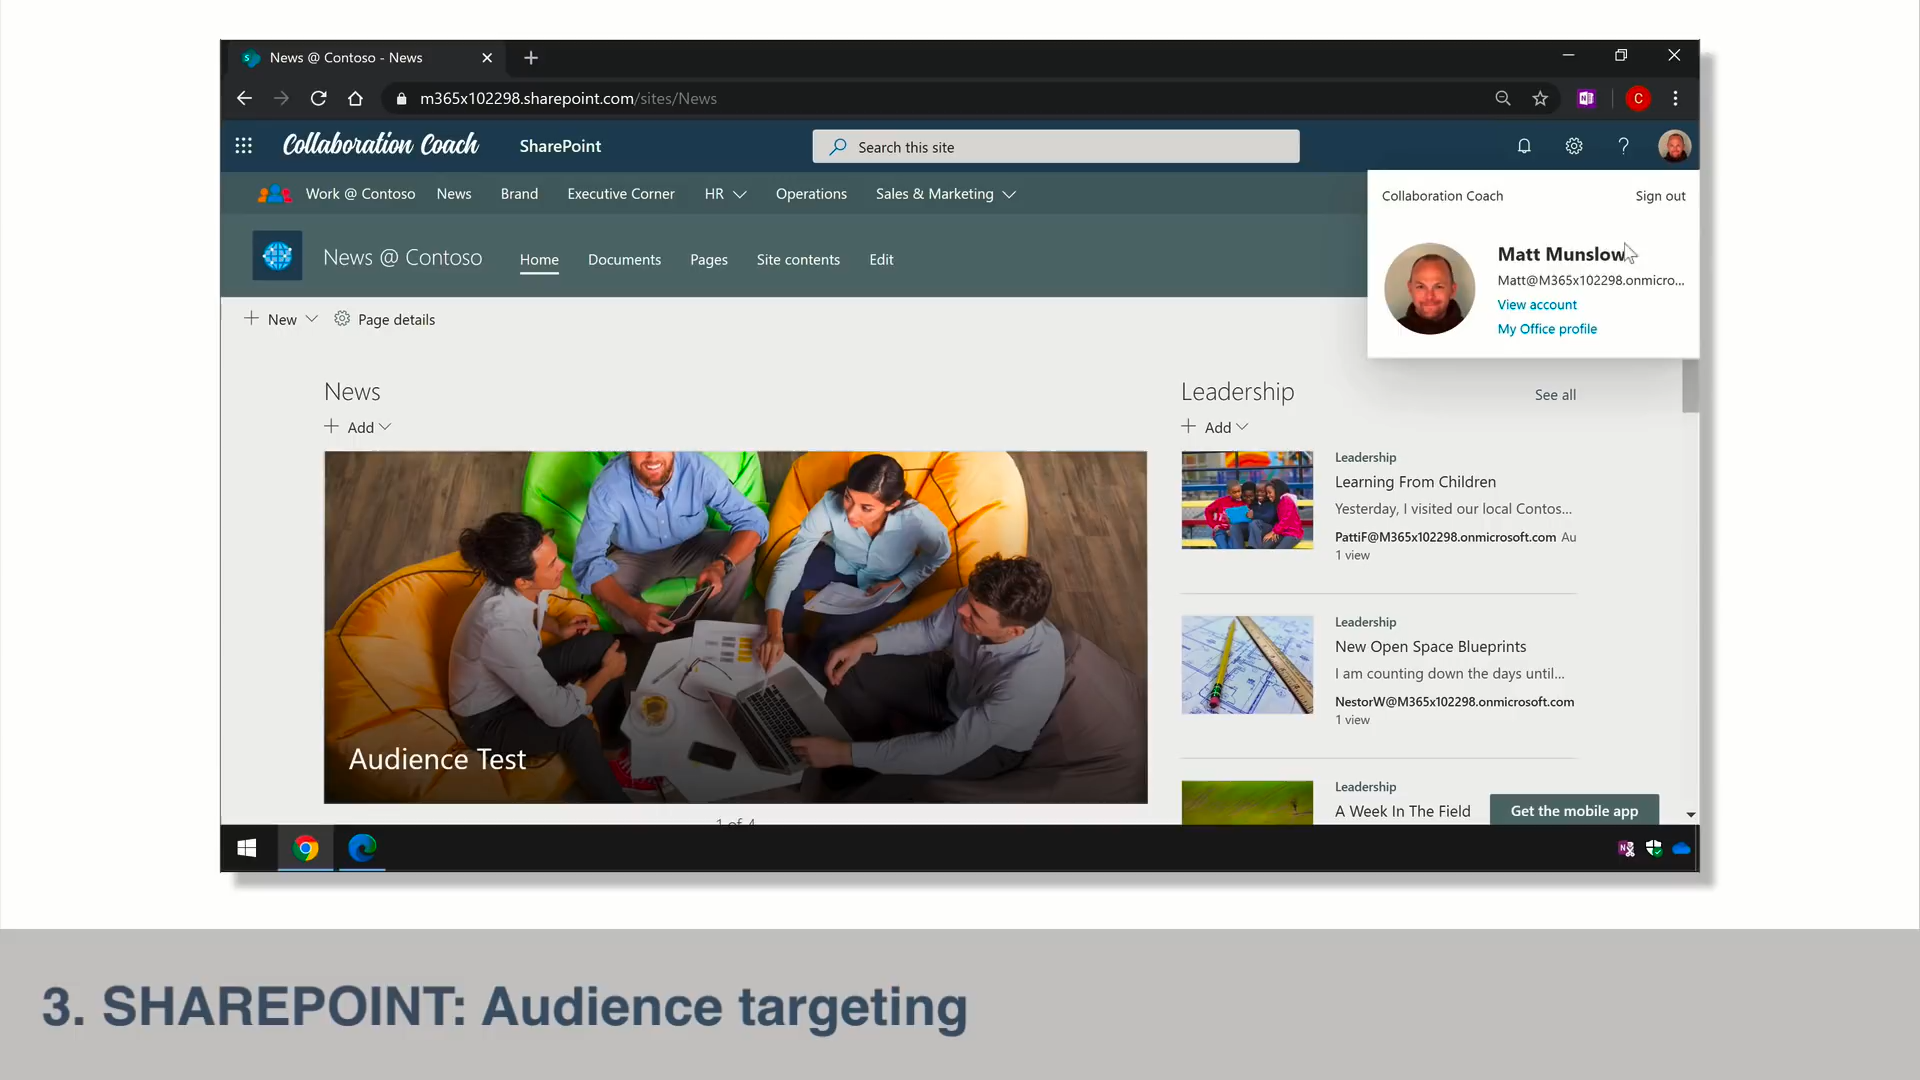 News @ Contoso - News
m365x102298.sharepoint.com/sites/News
C
Collaboration Coach
SharePoint
Search this site
Work @ Contoso
News
Brand
Executive Corner
HR
Operations
Sales & Marketing
Collaboration Coach
Sign out
News @ Contoso
Home
Documents
Pages
Site contents
Edit
Matt Munslow
Matt@M365x102298.onmicro...
View account
My Office profile
New
Page details
News
Add
Audience Test
1 of 4
Leadership
See all
Add
Leadership
Learning From Children
Yesterday, I visited our local Contos...
PattiF@M365x102298.onmicrosoft.com Au
1 view
Leadership
New Open Space Blueprints
I am counting down the days until...
NestorW@M365x102298.onmicrosoft.com
1 view
Leadership
A Week In The Field
Get the mobile app
3. SHAREPOINT: Audience targeting